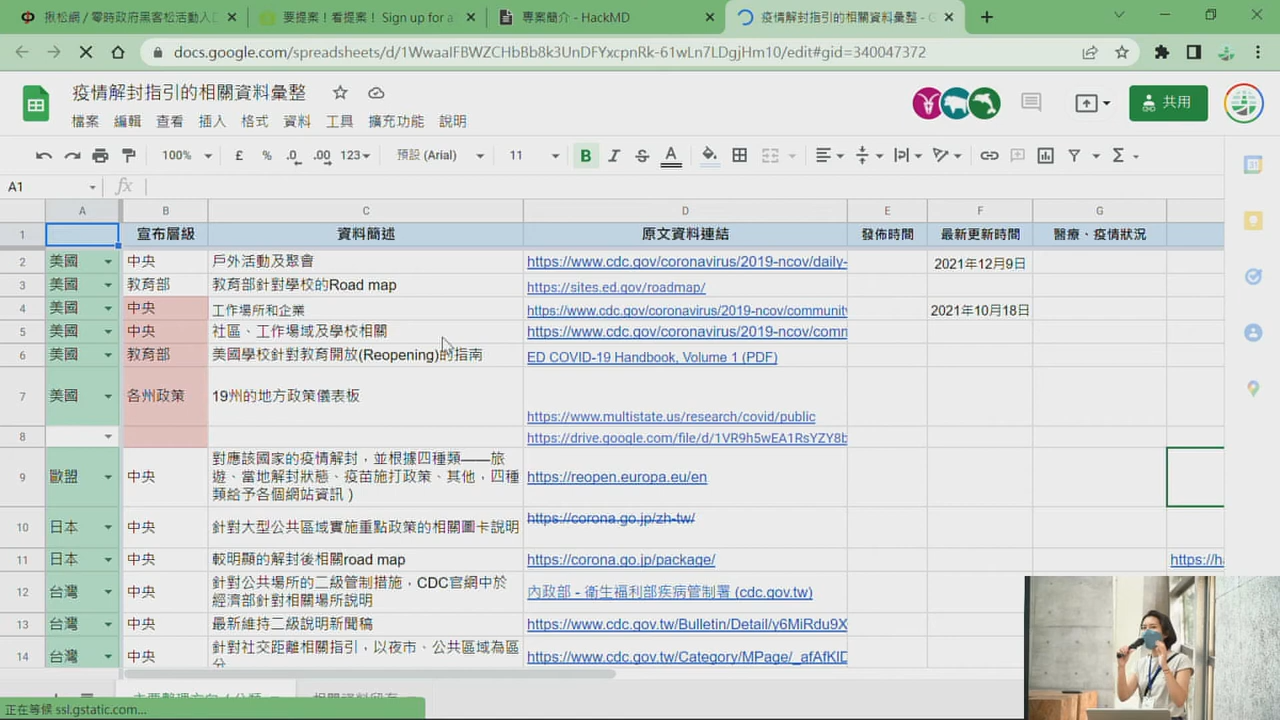 揪松網 / 零時政府黑客松活動入口
要提案！看提案！ Sign up for a
專案簡介 - HackMD
疫情解封指引的相關資料彙整 - G
docs.google.com/spreadsheets/d/1WwaaIFBWZCHbBb8k3UnDFYxcpnRk-61wLn7LDgjHm10/edit#gid=340047372
疫情解封指引的相關資料彙整
檔案 編輯 查看 插入 格式 資料 工具 擴充功能 說明
共用
100% £ % .0 .00 123 預設 (Arial) 11 B I S A
A1 fx
A B C D E F G
1 宣布層級 資料簡述 原文資料連結 發佈時間 最新更新時間 醫療、疫情狀況
2 美國 中央 戶外活動及聚會 https://www.cdc.gov/coronavirus/2019-ncov/daily- 2021年12月9日
3 美國 教育部 教育部針對學校的Road map https://sites.ed.gov/roadmap/
4 美國 中央 工作場所和企業 https://www.cdc.gov/coronavirus/2019-ncov/community 2021年10月18日
5 美國 中央 社區、工作場域及學校相關 https://www.cdc.gov/coronavirus/2019-ncov/comm
6 美國 教育部 美國學校針對教育開放(Reopening)的指南 ED COVID-19 Handbook, Volume 1 (PDF)
7 美國 各州政策 19州的地方政策儀表板 https://www.multistate.us/research/covid/public
8 https://drive.google.com/file/d/1VR9h5wEA1RsYZY8b
9 歐盟 中央 對應該國家的疫情解封，並根據四種類——旅
遊、當地解封狀態、疫苗施打政策、其他，四種
類給予各個網站資訊） https://reopen.europa.eu/en
10 日本 中央 針對大型公共區域實施重點政策的相關圖卡說明 https://corona.go.jp/zh-tw/
11 日本 中央 較明顯的解封後相關road map https://corona.go.jp/package/ https://ha
12 台灣 中央 針對公共場所的二級管制措施，CDC官網中於
經濟部針對相關場所說明 內政部 - 衛生福利部疾病管制署 (cdc.gov.tw)
13 台灣 中央 最新維持二級說明新聞稿 https://www.cdc.gov.tw/Bulletin/Detail/y6MiRdu9X
14 台灣 中央 針對社交距離相關指引，以夜市、公共區域為區
分 https://www.cdc.gov.tw/Category/MPage/_afAfKID
主要整理方向 / 分類 相關資料留存
正在等候 ssl.gstatic.com...